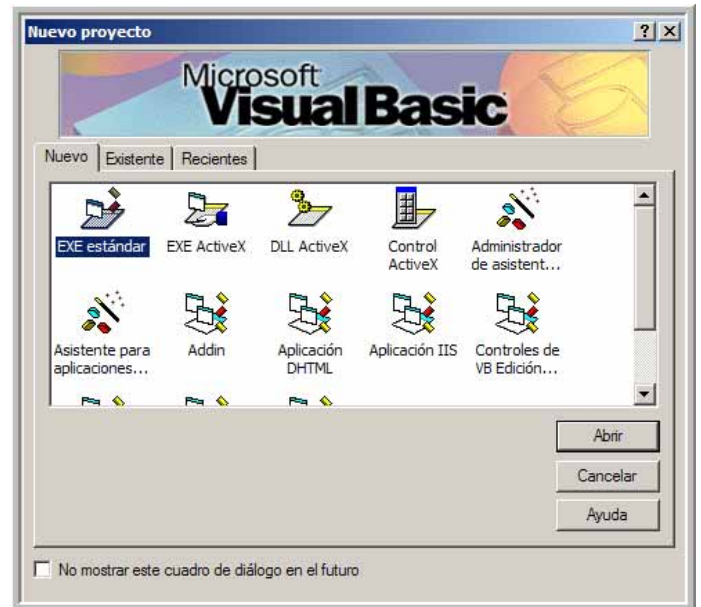 Nuevo proyecto
Microsoft
Visual Basic
Nuevo Existente Recientes
EXE estándar EXE ActiveX DLL ActiveX Control ActiveX Administrador de asistent...
Asistente para aplicaciones... Addin Aplicación DHTML Aplicación IIS Controles de VB Edición...
Abrir
Cancelar
Ayuda
No mostrar este cuadro de diálogo en el futuro